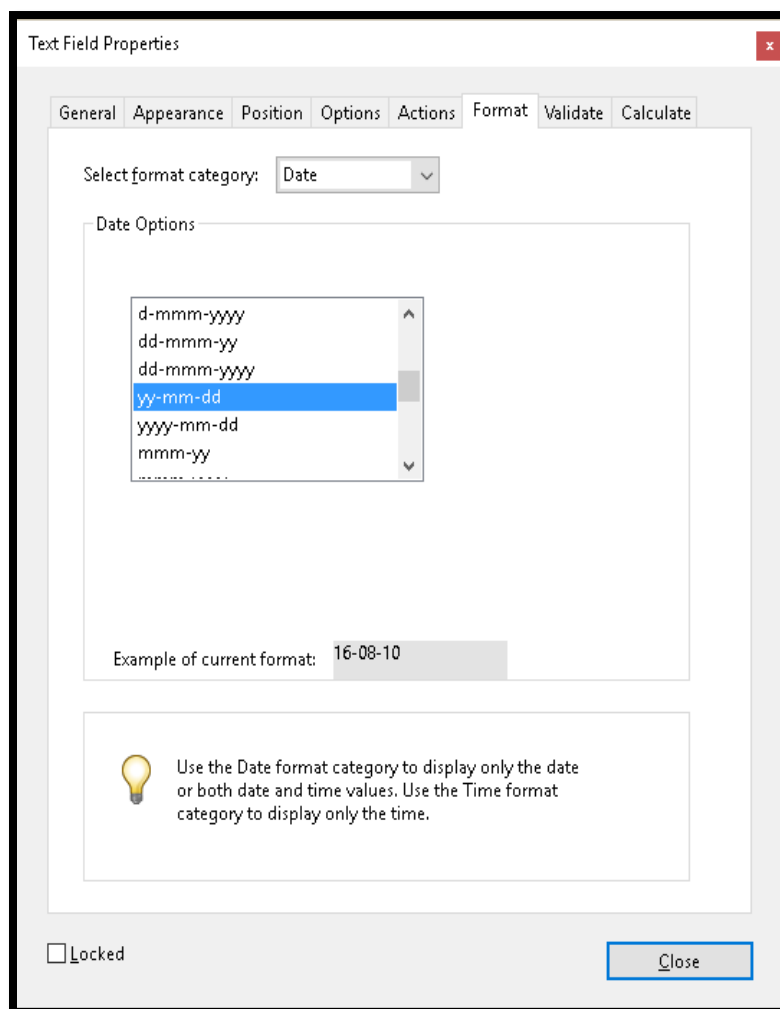 Text Field Properties
x
General Appearance Position Options Actions Format Validate Calculate
Select format category: Date
Date Options
d-mmm-yyyy
dd-mmm-yy
dd-mmm-yyyy
yy-mm-dd
yyyy-mm-dd
mmm-yy
Example of current format: 16-08-10
Use the Date format category to display only the date
or both date and time values. Use the Time format
category to display only the time.
Locked
Close